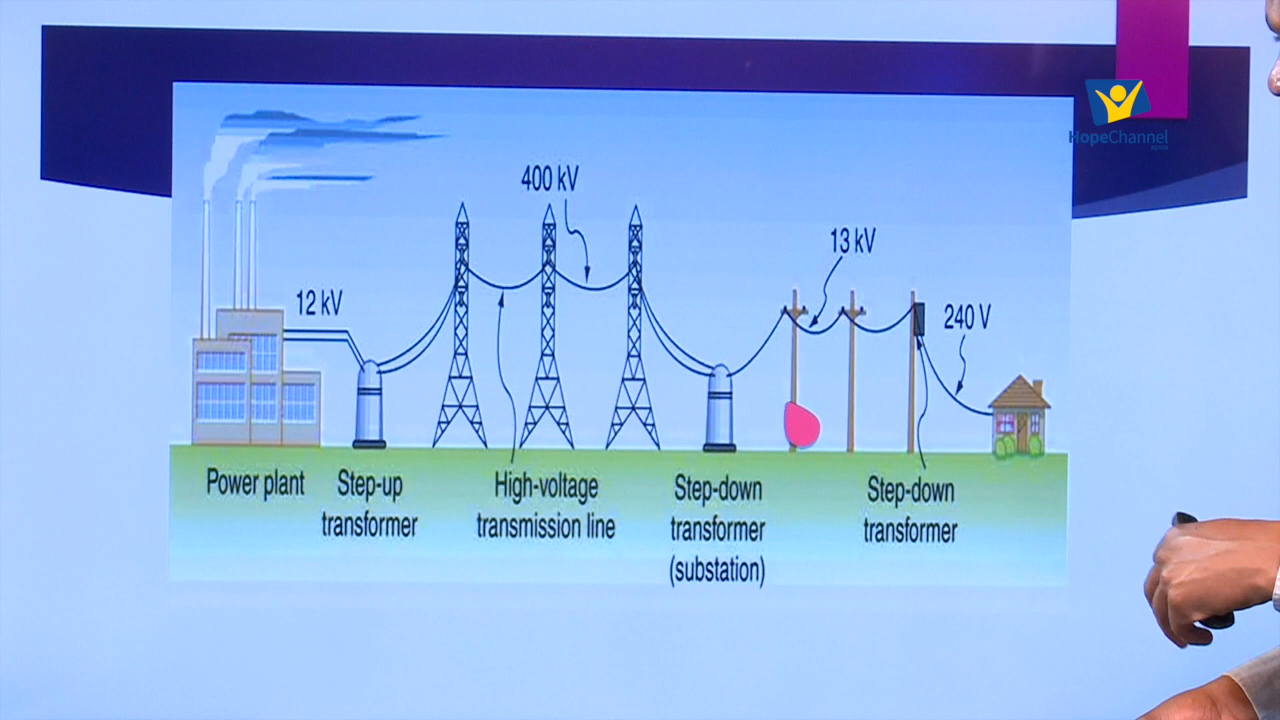 HopeChannel
400 kV
13 kV
12 kV
240 V
Power plant
Step-up
transformer
High-voltage
transmission line
Step-down
transformer
(substation)
Step-down
transformer